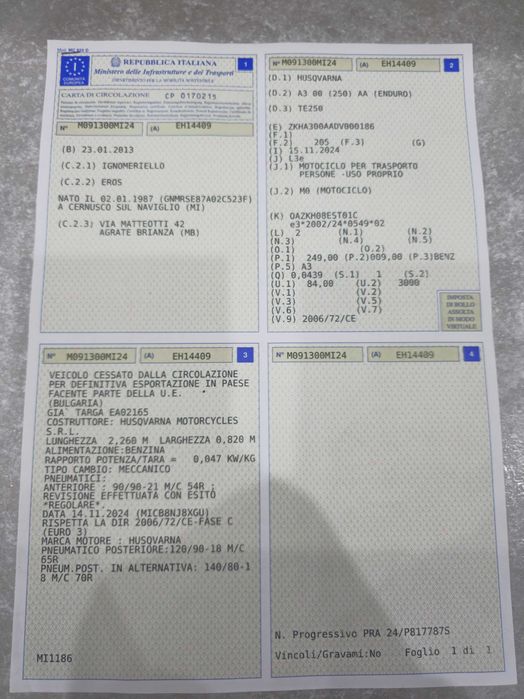 Mod. MC 820 D
REPUBBLICA ITALIANA
Ministero delle Infrastrutture e dei Trasporti
DIPARTIMENTO PER LA MOBILITÀ SOSTENIBILE
I
COMUNITÀ EUROPEA
1
CARTA DI CIRCOLAZIONE CP 0170215
N° M091300MI24 (A) EH14409
(B) 23.01.2013
(C.2.1) IGNOMERIELLO
(C.2.2) EROS
NATO IL 02.01.1987 (GNMRSE87A02C523F)
A CERNUSCO SUL NAVIGLIO (MI)
(C.2.3) VIA MATTEOTTI 42
AGRATE BRIANZA (MB)
N° M091300MI24 (A) EH14409 2
(D.1) HUSQVARNA
(D.2) A3 00 (250) AA (ENDURO)
(D.3) TE250
(E) ZKHA300AADV000186
(F.1)
(F.2) 205 (F.3) (G)
(I) 15.11.2024
(J) L3e
(J.1) MOTOCICLO PER TRASPORTO
PERSONE -USO PROPRIO
(J.2) M0 (MOTOCICLO)
(K) OAZKH08EST01C
e3*2002/24*0549*02
(L) 2 (N.1) (N.2)
(N.3) (N.4) (N.5)
(O.1) (O.2)
(P.1) 249,00 (P.2)009,00 (P.3)BENZ
(P.5) A3
(Q) 0,0439 (S.1) 1 (S.2)
(U.1) 84,00 (U.2) 3000
(V.1) (V.2)
(V.3) (V.5)
(V.6) (V.7)
(V.9) 2006/72/CE
IMPOSTA
DI BOLLO
ASSOLTA
IN MODO
VIRTUALE
N° M091300MI24 (A) EH14409 3
VEICOLO CESSATO DALLA CIRCOLAZIONE
PER DEFINITIVA ESPORTAZIONE IN PAESE
FACENTE PARTE DELLA U.E.
(BULGARIA)
GIA' TARGA EA02165
COSTRUTTORE: HUSQVARNA MOTORCYCLES
S.R.L.
LUNGHEZZA 2,260 M LARGHEZZA 0,820 M
ALIMENTAZIONE:BENZINA
RAPPORTO POTENZA/TARA = 0,047 KW/KG
TIPO CAMBIO: MECCANICO
PNEUMATICI:
ANTERIORE : 90/90-21 M/C 54R ;
REVISIONE EFFETTUATA CON ESITO
*REGOLARE*.
DATA 14.11.2024 (MICB8NJ8XGU)
RISPETTA LA DIR 2006/72/CE-FASE C
(EURO 3)
MARCA MOTORE : HUSQVARNA
PNEUMATICO POSTERIORE:120/90-18 M/C
65R
PNEUM.POST. IN ALTERNATIVA: 140/80-1
8 M/C 70R
MI1186
N° M091300MI24 (A) EH14409 4
N. Progressivo PRA 24/P817787S
Vincoli/Gravami:No Foglio 1 di 1